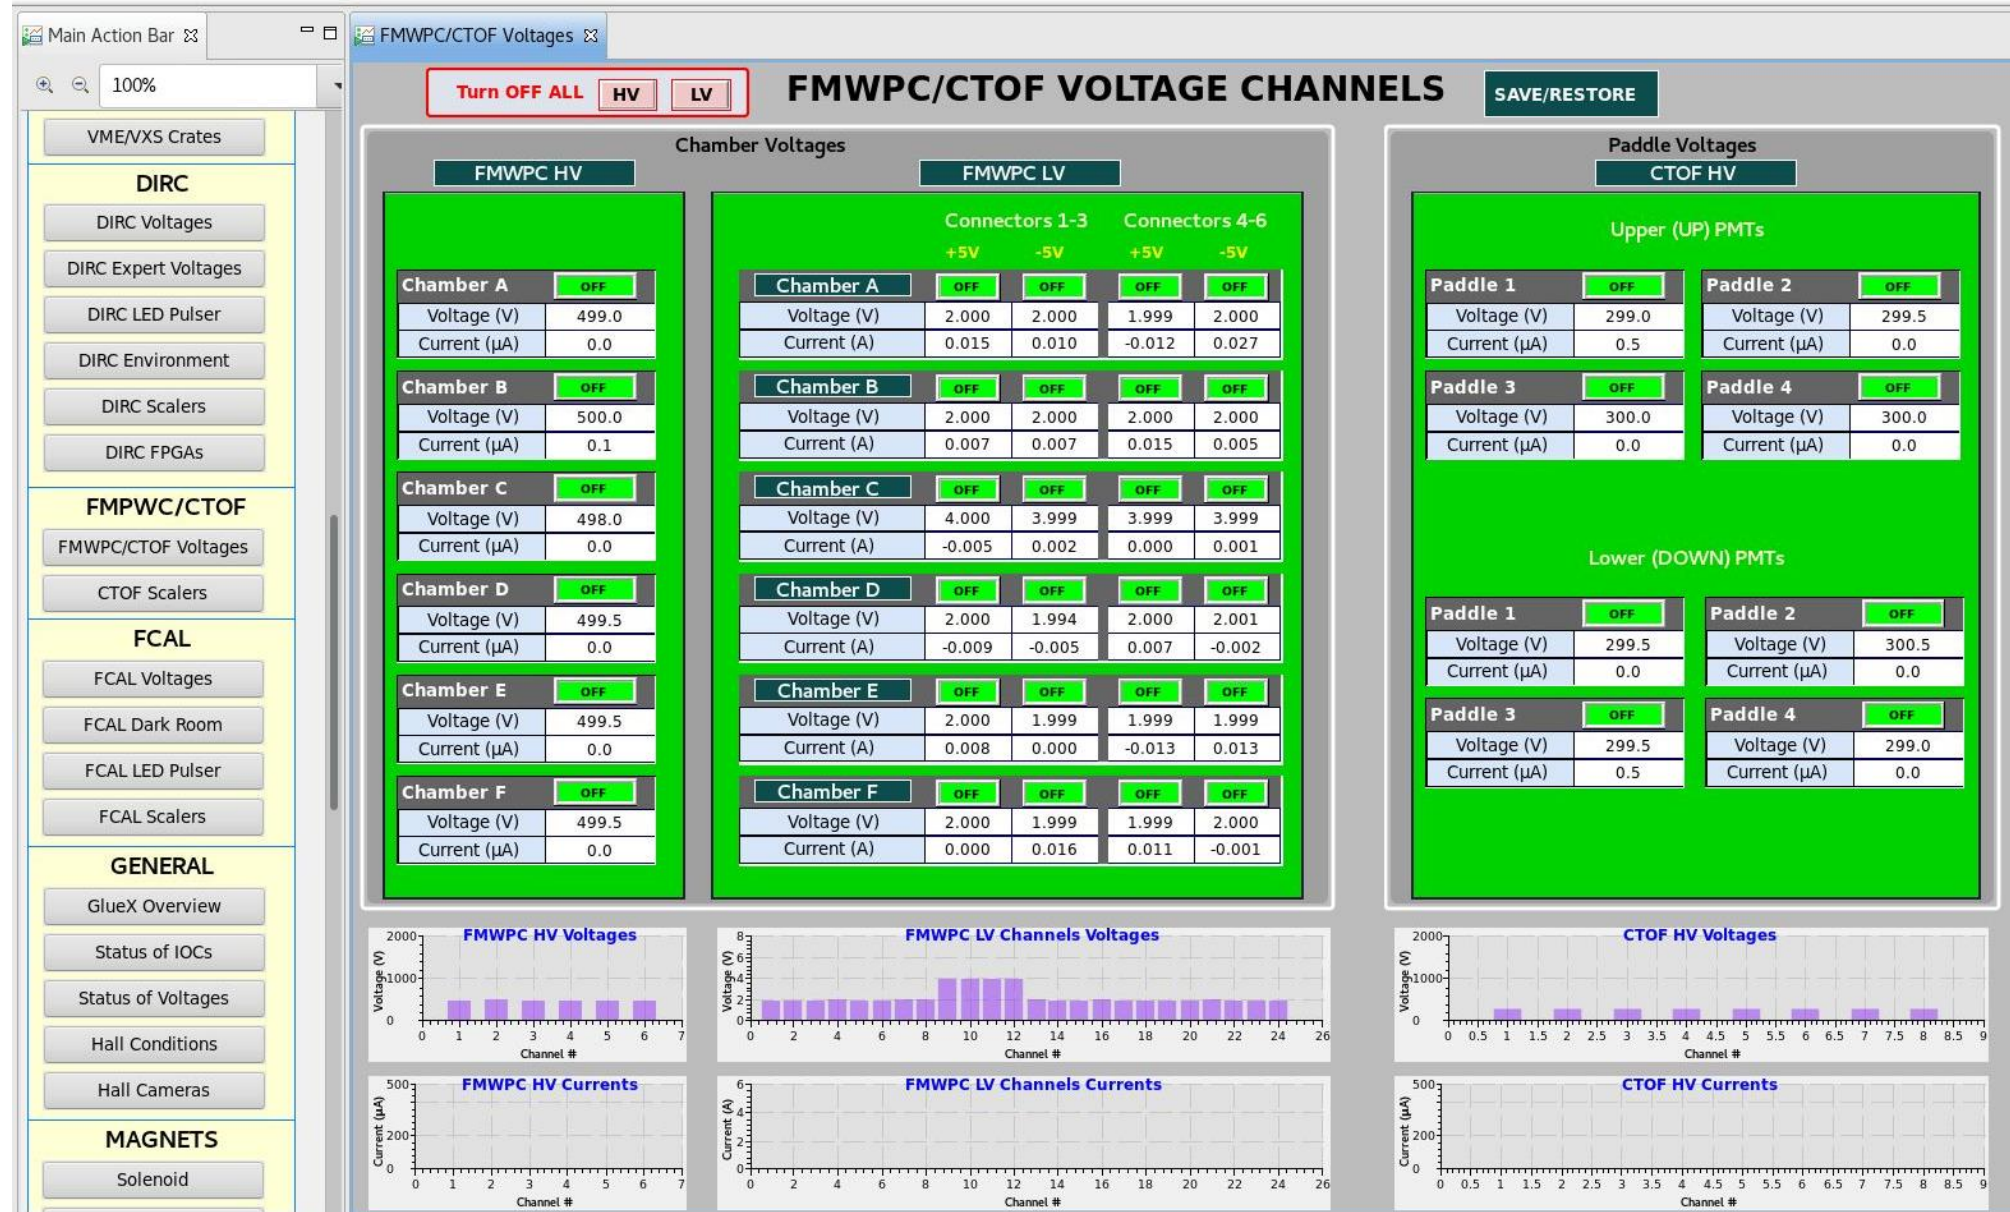 Main Action Bar
100%
VME/VXS Crates
DIRC
DIRC Voltages
DIRC Expert Voltages
DIRC LED Pulser
DIRC Environment
DIRC Scalers
DIRC FPGAs
FMPWC/CTOF
FMWPC/CTOF Voltages
CTOF Scalers
FCAL
FCAL Voltages
FCAL Dark Room
FCAL LED Pulser
FCAL Scalers
GENERAL
GlueX Overview
Status of IOCs
Status of Voltages
Hall Conditions
Hall Cameras
MAGNETS
Solenoid
FMWPC/CTOF Voltages
Turn OFF ALL HV LV
FMWPC/CTOF VOLTAGE CHANNELS
SAVE/RESTORE
Chamber Voltages
FMWPC HV
Chamber A OFF
Voltage (V) 499.0
Current (µA) 0.0
Chamber B OFF
Voltage (V) 500.0
Current (µA) 0.1
Chamber C OFF
Voltage (V) 498.0
Current (µA) 0.0
Chamber D OFF
Voltage (V) 499.5
Current (µA) 0.0
Chamber E OFF
Voltage (V) 499.5
Current (µA) 0.0
Chamber F OFF
Voltage (V) 499.5
Current (µA) 0.0
FMWPC LV
Connectors 1-3 Connectors 4-6
+5V -5V +5V -5V
Chamber A OFF OFF OFF OFF
Voltage (V) 2.000 2.000 1.999 2.000
Current (A) 0.015 0.010 -0.012 0.027
Chamber B OFF OFF OFF OFF
Voltage (V) 2.000 2.000 2.000 2.000
Current (A) 0.007 0.007 0.015 0.005
Chamber C OFF OFF OFF OFF
Voltage (V) 4.000 3.999 3.999 3.999
Current (A) -0.005 0.002 0.000 0.001
Chamber D OFF OFF OFF OFF
Voltage (V) 2.000 1.994 2.000 2.001
Current (A) -0.009 -0.005 0.007 -0.002
Chamber E OFF OFF OFF OFF
Voltage (V) 2.000 1.999 1.999 1.999
Current (A) 0.008 0.000 -0.013 0.013
Chamber F OFF OFF OFF OFF
Voltage (V) 2.000 1.999 1.999 2.000
Current (A) 0.000 0.016 0.011 -0.001
Paddle Voltages
CTOF HV
Upper (UP) PMTs
Paddle 1 OFF Paddle 2 OFF
Voltage (V) 299.0 Voltage (V) 299.5
Current (µA) 0.5 Current (µA) 0.0
Paddle 3 OFF Paddle 4 OFF
Voltage (V) 300.0 Voltage (V) 300.0
Current (µA) 0.0 Current (µA) 0.0
Lower (DOWN) PMTs
Paddle 1 OFF Paddle 2 OFF
Voltage (V) 299.5 Voltage (V) 300.5
Current (µA) 0.0 Current (µA) 0.0
Paddle 3 OFF Paddle 4 OFF
Voltage (V) 299.5 Voltage (V) 299.0
Current (µA) 0.5 Current (µA) 0.0
FMWPC HV Voltages
Voltage (V)
2000
1000
0
0 1 2 3 4 5 6 7
Channel #
FMWPC LV Channels Voltages
Voltage (V)
8
6
4
2
0
0 2 4 6 8 10 12 14 16 18 20 22 24 26
Channel #
CTOF HV Voltages
Voltage (V)
2000
1000
0
0 0.5 1 1.5 2 2.5 3 3.5 4 4.5 5 5.5 6 6.5 7 7.5 8 8.5 9
Channel #
FMWPC HV Currents
Current (µA)
500
200
0
0 1 2 3 4 5 6 7
Channel #
FMWPC LV Channels Currents
Current (A)
6
4
2
0
0 2 4 6 8 10 12 14 16 18 20 22 24 26
Channel #
CTOF HV Currents
Current (µA)
500
200
0
0 0.5 1 1.5 2 2.5 3 3.5 4 4.5 5 5.5 6 6.5 7 7.5 8 8.5 9
Channel #